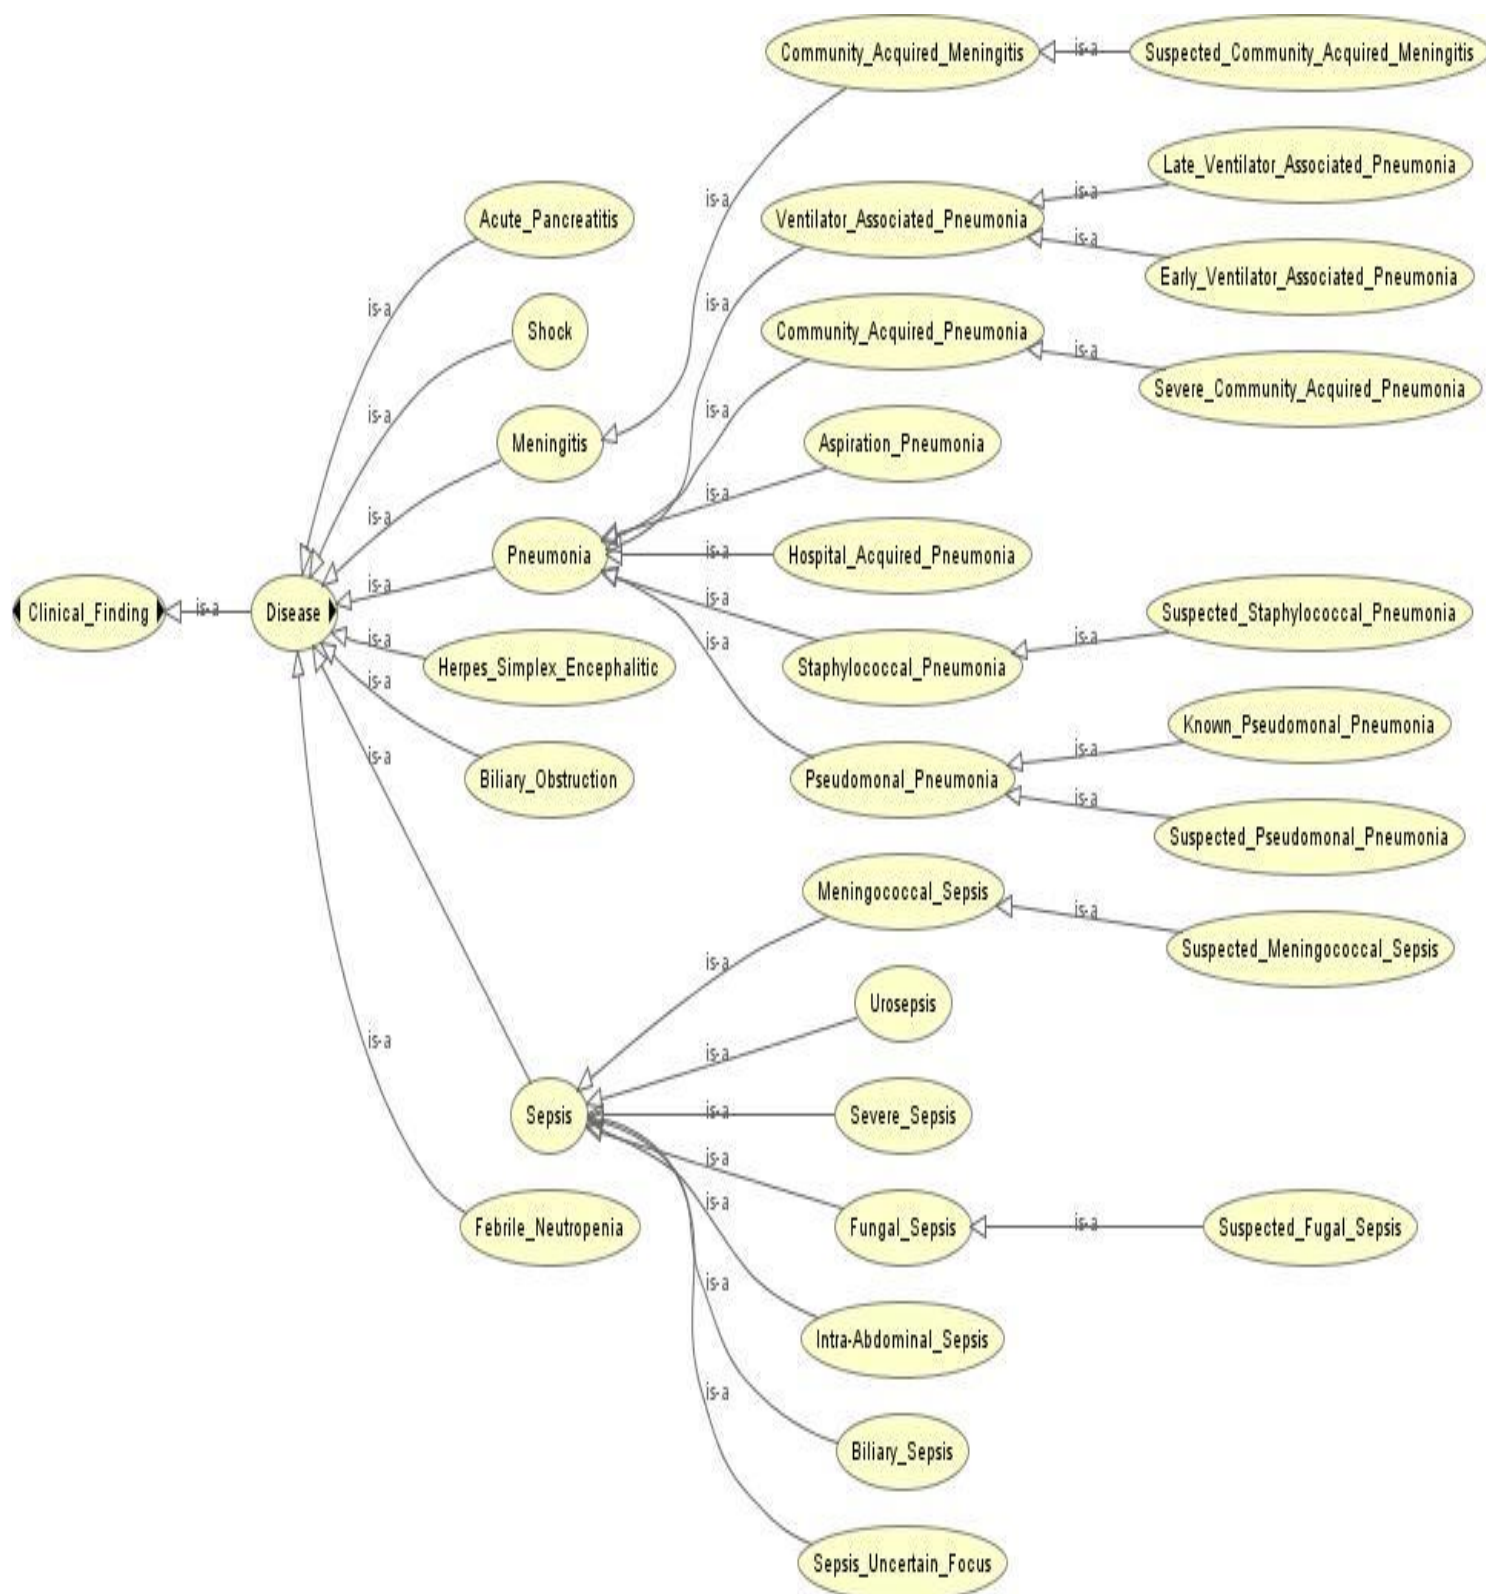 Community_Acquired_Meningitis
is-a
Suspected_Community_Acquired_Meningitis
Late_Ventilator_Associated_Pneumonia
is-a
is-a
Acute_Pancreatitis
Ventilator_Associated_Pneumonia
is-a
Early_Ventilator_Associated_Pneumonia
is-a
is-a
Shock
Community_Acquired_Pneumonia
is-a
Severe_Community_Acquired_Pneumonia
is-a
is-a
Meningitis
Aspiration_Pneumonia
is-a
is-a
Pneumonia
is-a
Hospital_Acquired_Pneumonia
is-a
is-a
Clinical_Finding
is-a
Disease
Suspected_Staphylococcal_Pneumonia
is-a
is-a
is-a
Herpes_Simplex_Encephalitic
Staphylococcal_Pneumonia
is-a
Known_Pseudomonal_Pneumonia
is-a
is-a
Biliary_Obstruction
Pseudomonal_Pneumonia
is-a
Suspected_Pseudomonal_Pneumonia
Meningococcal_Sepsis
is-a
Suspected_Meningococcal_Sepsis
is-a
Urosepsis
is-a
is-a
Sepsis
is-a
Severe_Sepsis
is-a
is-a
Febrile_Neutropenia
Fungal_Sepsis
is-a
Suspected_Fugal_Sepsis
is-a
Intra-Abdominal_Sepsis
is-a
Biliary_Sepsis
Sepsis_Uncertain_Focus